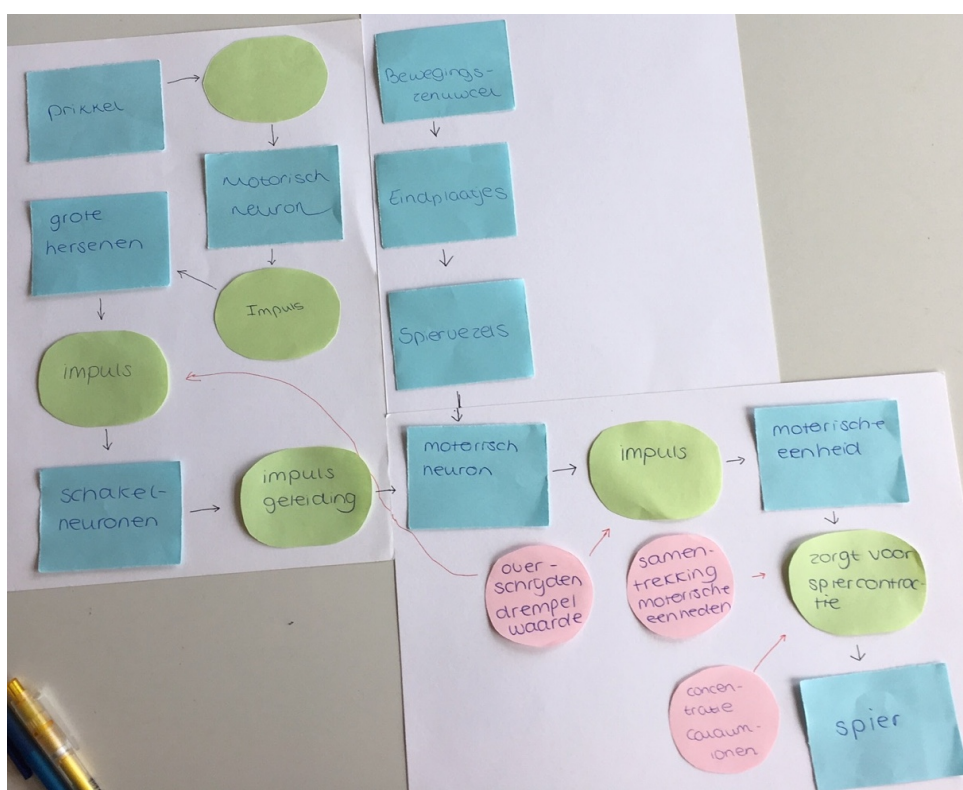 prikkel
Motorisch
neuron
Impuls
grote
hersenen
impuls
schakel-
neuronen
impuls
geleiding
Bewegings-
zenuwcel
Eindplaatjes
Spiervezels
motorisch
neuron
impuls
motorische
eenheid
over-
schrijden
drempel
waarde
samen-
trekking
motorische
eenheden
zorgt voor
spiercontrac-
tie
concen-
tratie
calcium-
ionen
spier